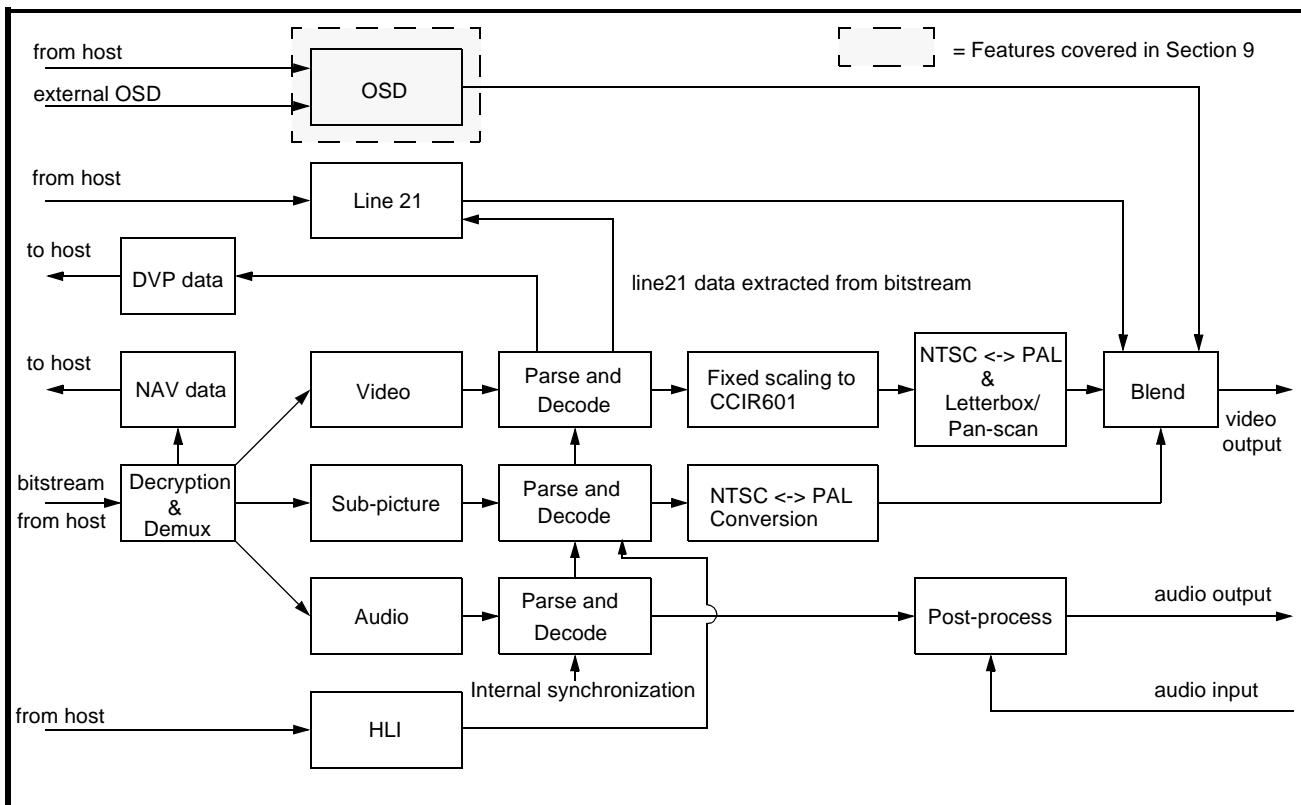 from host
= Features covered in Section 9
OSD
external OSD
from host
Line 21
to host
DVP data
line21 data extracted from bitstream
to host
NAV data
Video
Parse and
Decode
Fixed scaling to
CCIR601
NTSC <-> PAL
&
Letterbox/
Pan-scan
Blend
video
output
bitstream
from host
Decryption
&
Demux
Sub-picture
Parse and
Decode
NTSC <-> PAL
Conversion
Audio
Parse and
Decode
Post-process
audio output
Internal synchronization
audio input
from host
HLI